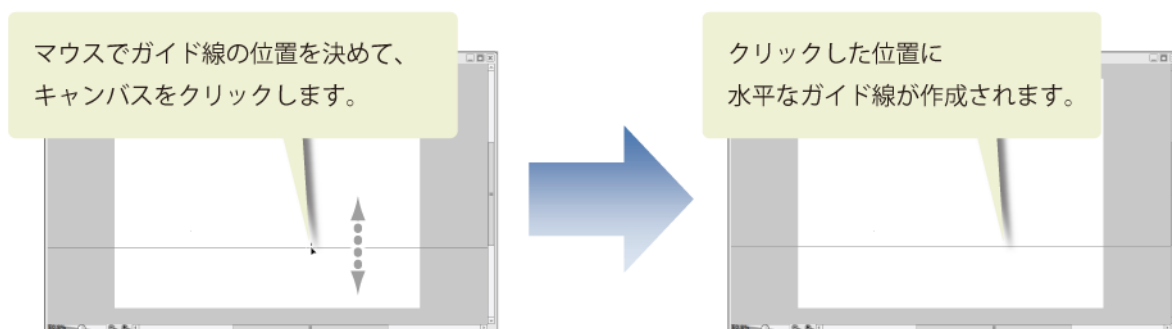 マウスでガイド線の位置を決めて、
キャンバスをクリックします。
クリックした位置に
水平なガイド線が作成されます。